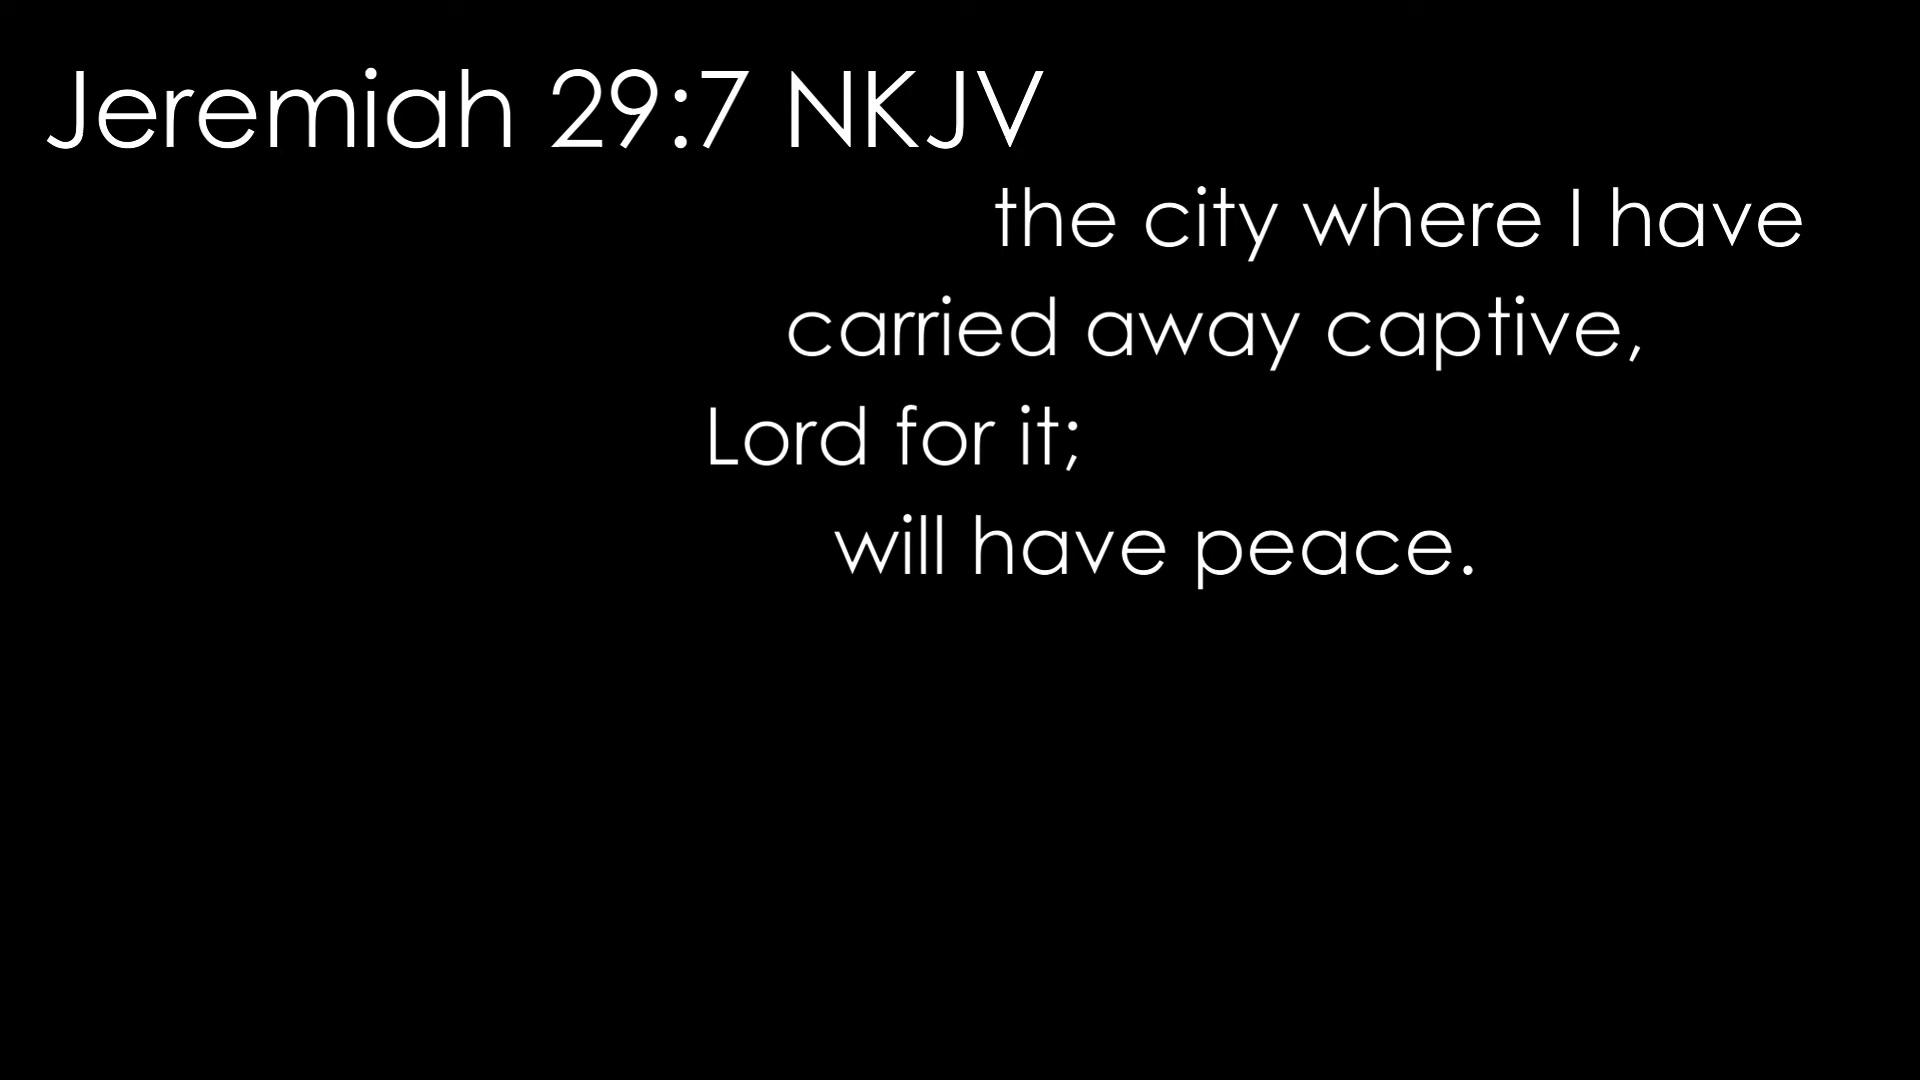 Jeremiah 29:7 NKJV
the city where I have
carried away captive,
Lord for it;
will have peace.